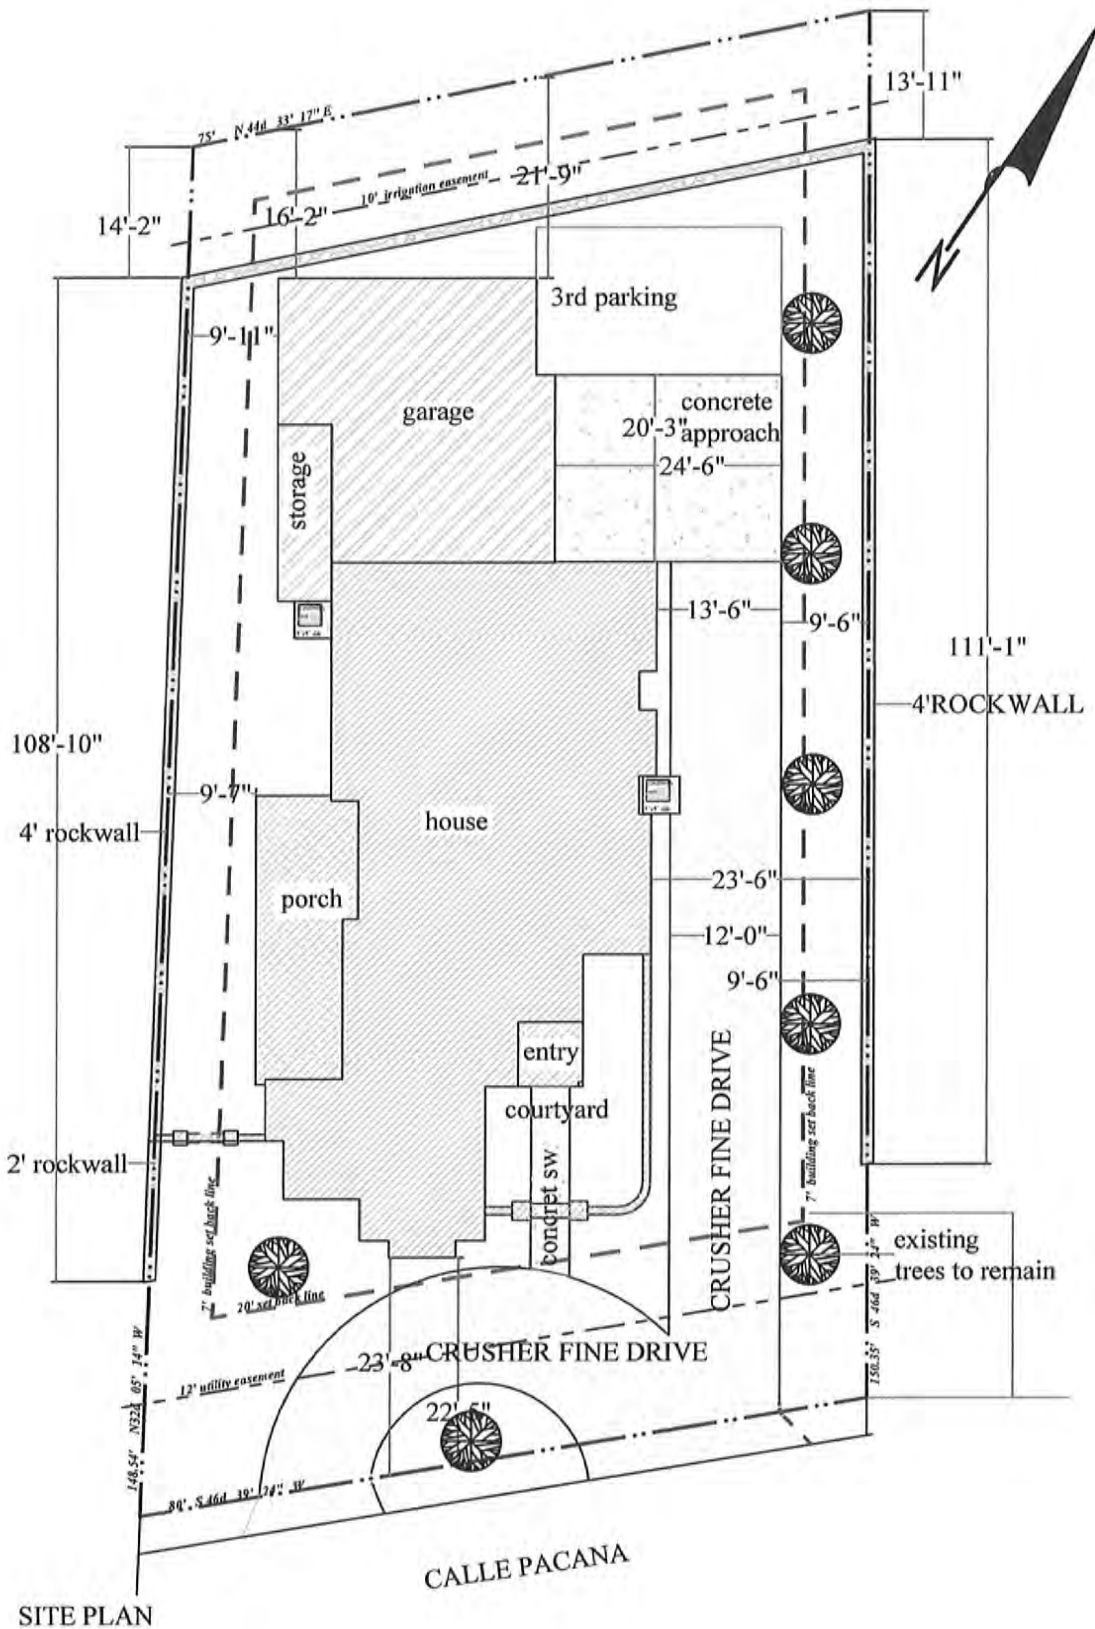 13'-11"
75' N 44d 33' 17" E
10' irrigation easement
21'-9"
16'-2"
14'-2"
N
3rd parking
9'-11"
garage
concrete
approach
20'-3"
24'-6"
storage
13'-6"
9'-6"
111'-1"
4'ROCKWALL
108'-10"
9'-7"
4' rockwall
house
porch
23'-6"
12'-0"
9'-6"
entry
courtyard
concret sw
CRUSHER FINE DRIVE
7' building set back line
2' rockwall
7' building set back line
20' set back line
existing
trees to remain
150.35' S 46d 39' 24" W
12' utility easement
23'-8"
CRUSHER FINE DRIVE
22'-5"
148.54' N32d 05' 14" W
80' S 46d 39' 24" W
CALLE PACANA
SITE PLAN